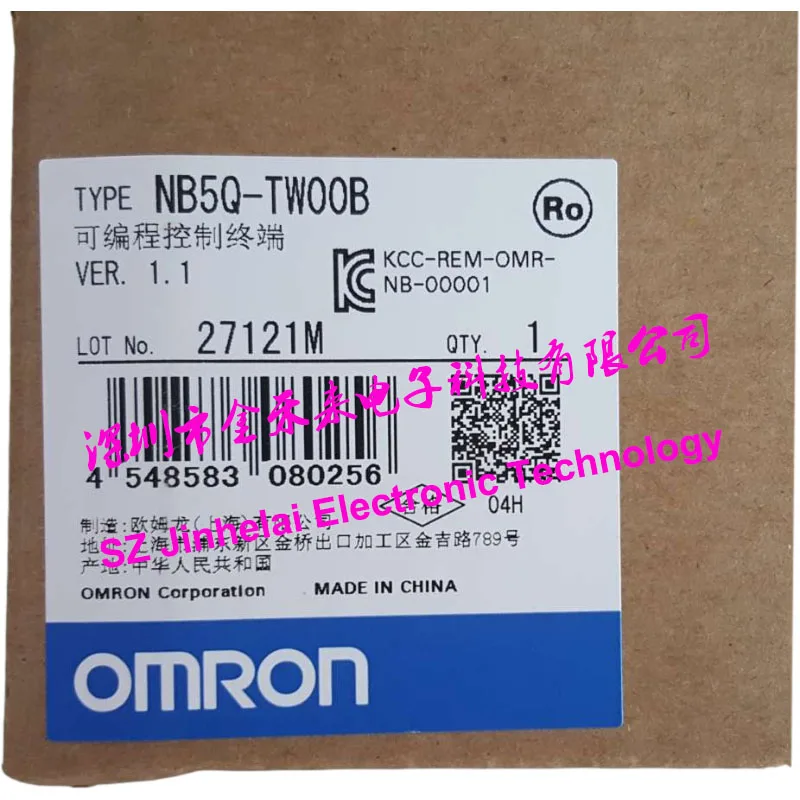 TYPE NB5Q-TW00B
Ro
可编程控制终端
VER. 1.1
KCC-REM-OMR-
NB-00001
LOT No. 27121M QTY. 1
深圳市金禾来电子科技有限公司
4 548583 080256
合格 04H
SZ Jinhelai Electronic Technology
制造:欧姆龙(上海)有限公司
地址:上海市浦东新区金桥出口加工区金吉路789号
产地:中华人民共和国
OMRON Corporation MADE IN CHINA
OMRON